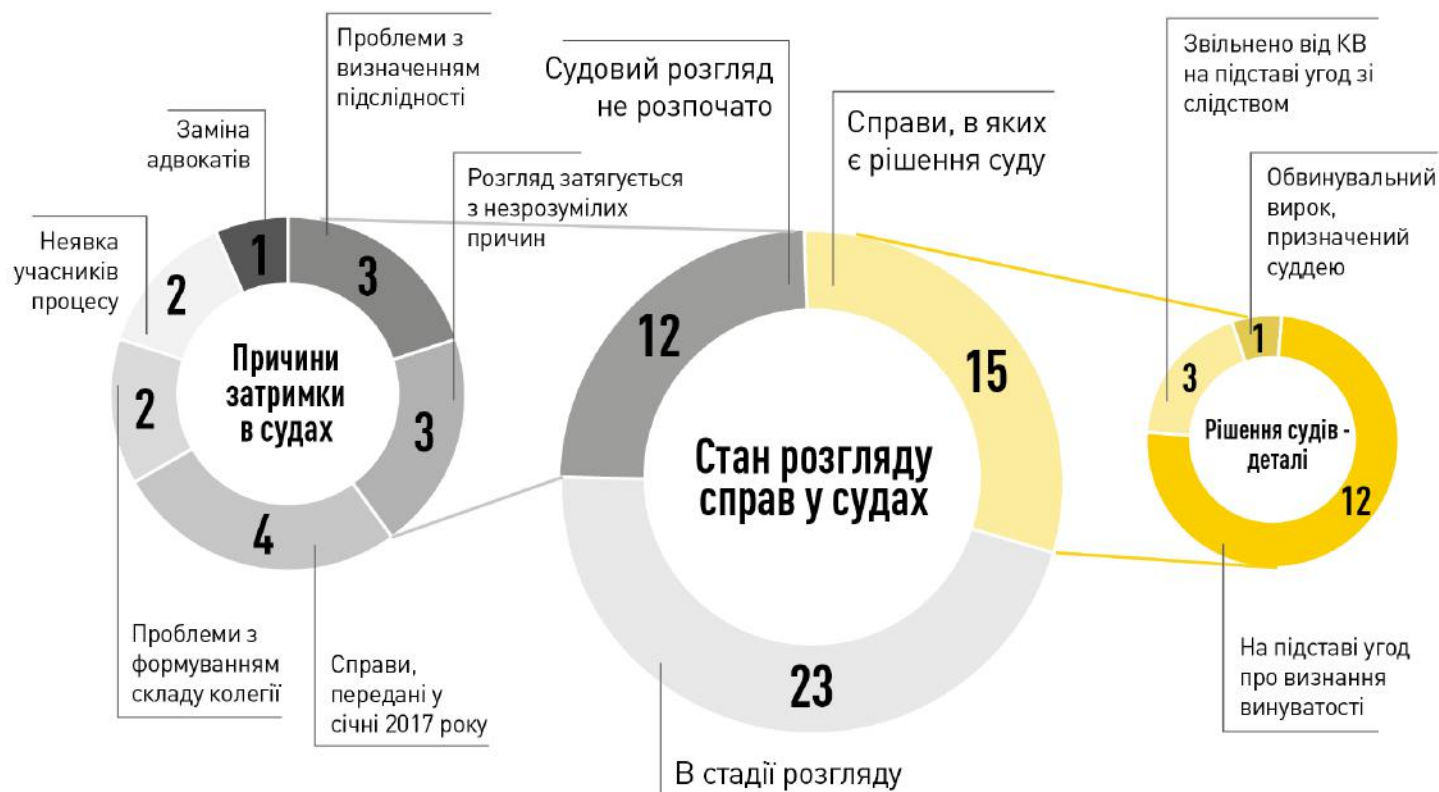 Проблеми з
визначенням
підслідності
Заміна
адвокатів
Неявка
учасників
процесу
Розгляд затягується
з незрозумілих
причин
1
3
2
2
3
4
Причини
затримки
в судах
Проблеми з
формуванням
складу колегії
Справи,
передані у
січні 2017 року
Судовий розгляд
не розпочато
Справи, в яких
є рішення суду
12
15
23
Стан розгляду
справ у судах
В стадії розгляду
Звільнено від КВ
на підставі угод зі
слідством
Обвинувальний
вирок,
призначений
суддею
1
3
12
Рішення судів -
деталі
На підставі угод
про визнання
винуватості